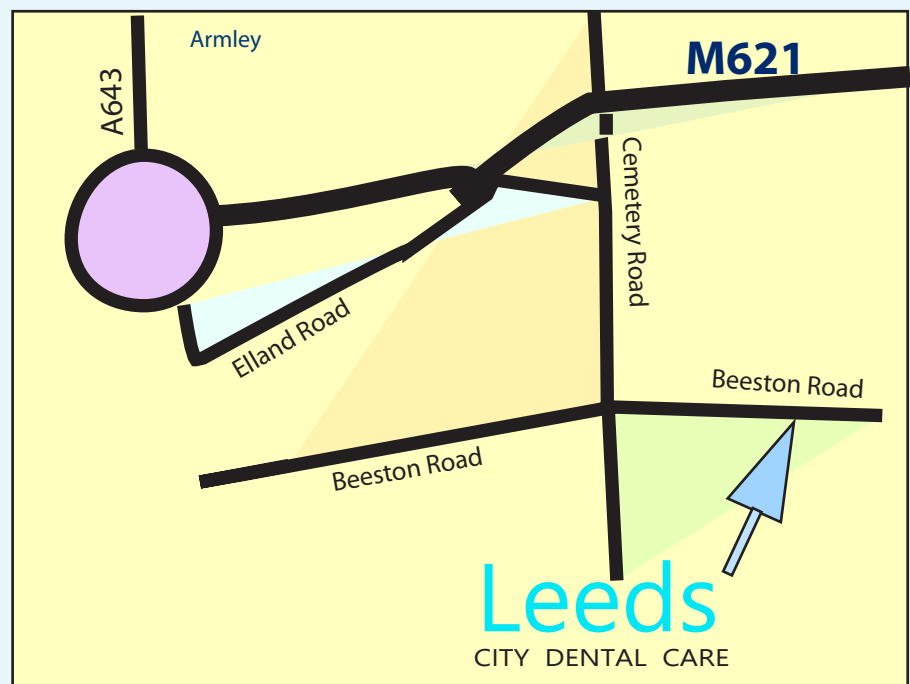 Armley
M621
A643
Cemetery Road
Elland Road
Beeston Road
Beeston Road
Leeds
CITY DENTAL CARE